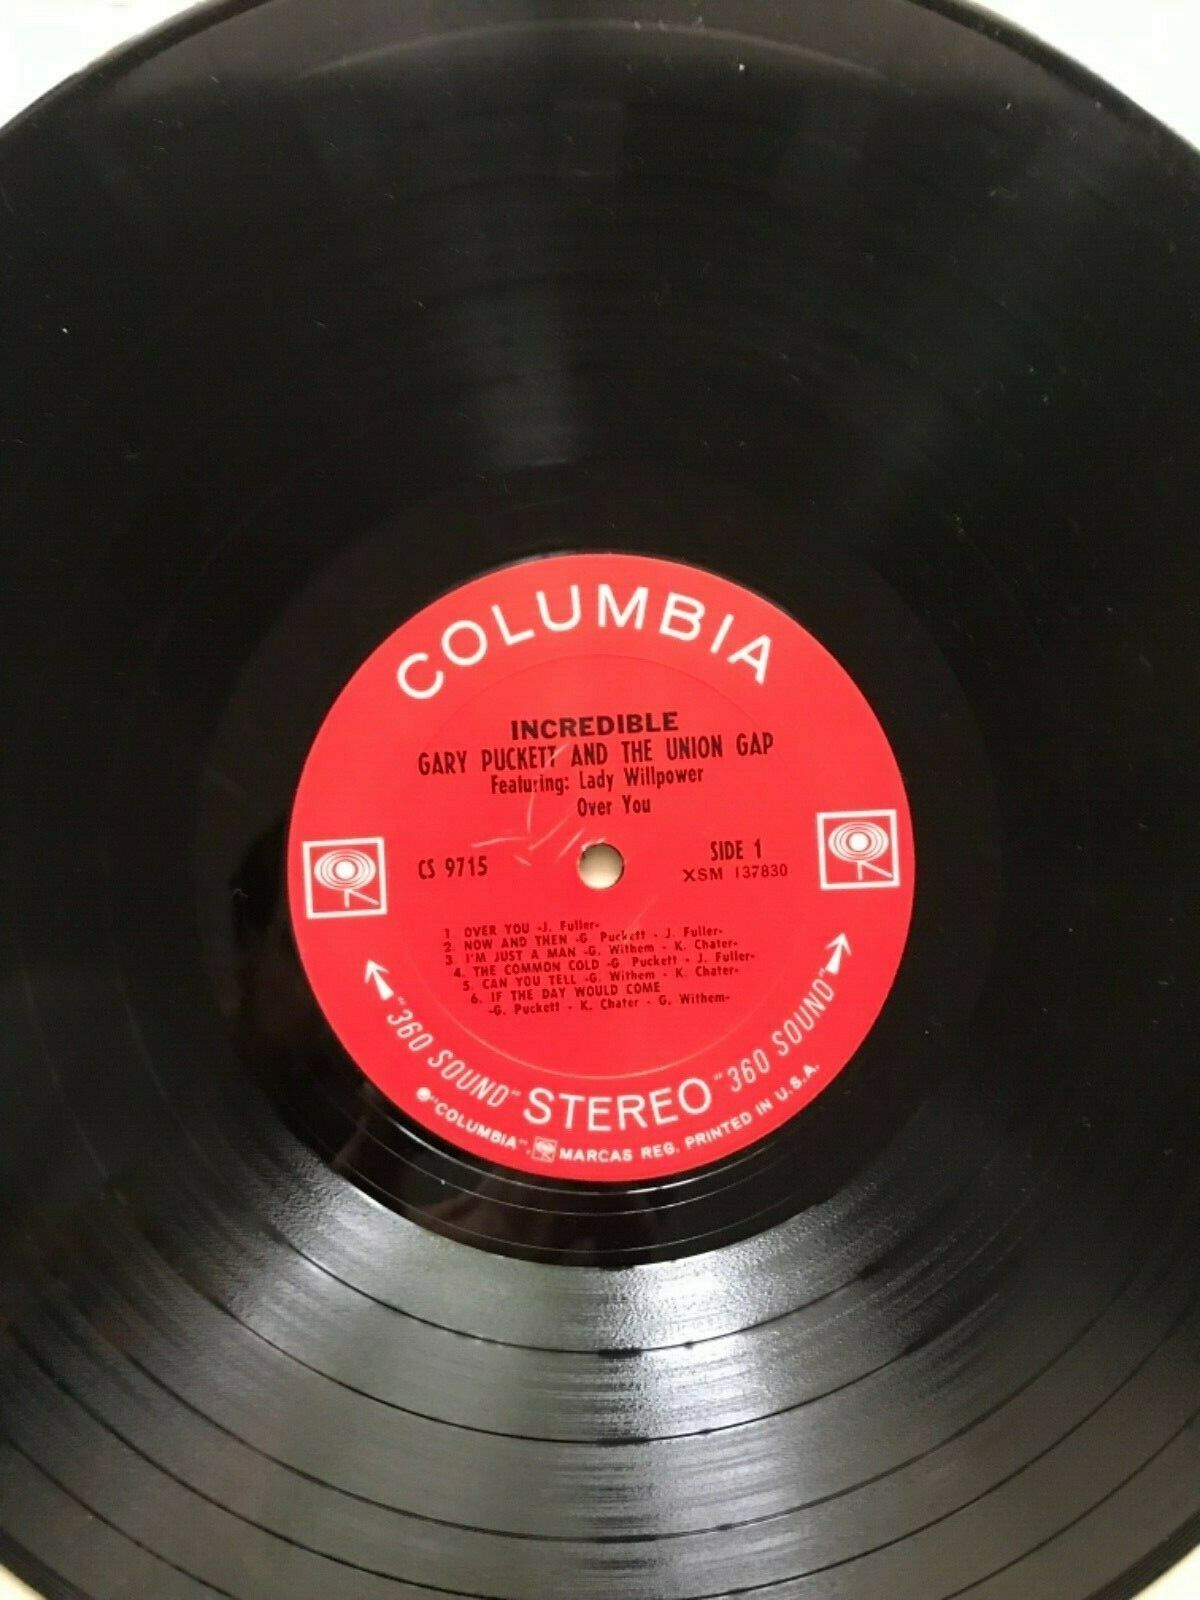 COLUMBIA
INCREDIBLE
GARY PUCKETT AND THE UNION GAP
Featuring: Lady Willpower
Over You
CS 9715
SIDE 1
XSM 137830
1. OVER YOU -J. Fuller-
2. NOW AND THEN -G. Puckett - J. Fuller-
3. I'M JUST A MAN -G. Withem - K. Chater-
4. THE COMMON COLD -G. Puckett - J. Fuller-
5. CAN YOU TELL -G. Withem - K. Chater-
6. IF THE DAY WOULD COME
-G. Puckett - K. Chater - G. Withem-
"360 SOUND" STEREO "360 SOUND"
® "COLUMBIA", MARCAS REG. PRINTED IN U.S.A.